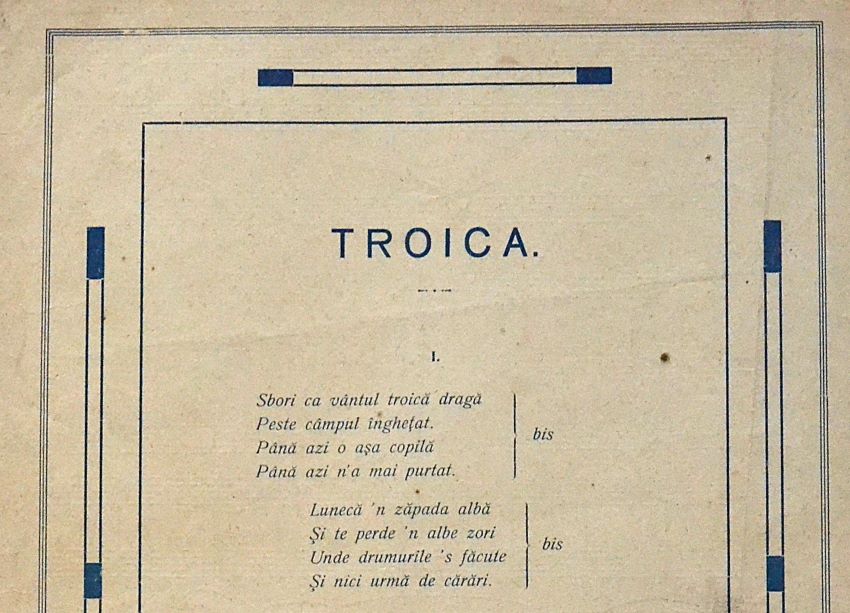 TROICA.
I.
Sbori ca vântul troică dragă
Peste câmpul înghețat.
Până azi o așa copilă
Până azi n'a mai purtat.
bis
Lunecă 'n zăpada albă
Și te perde 'n albe zori
Unde drumurile 's făcute
Și nici urmă de cărări.
bis